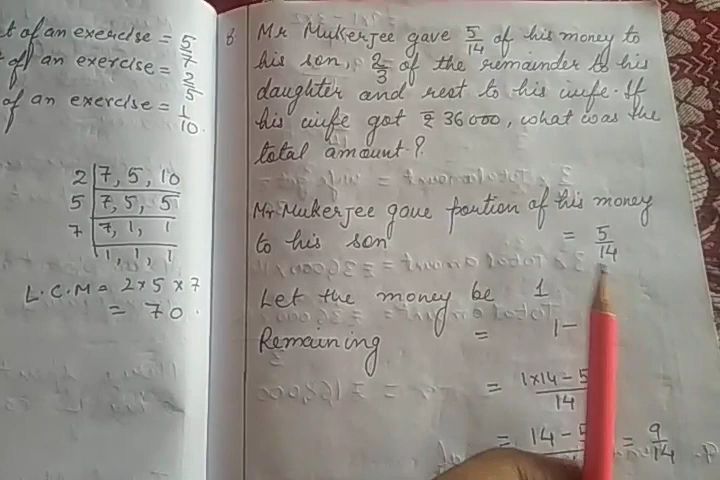 t of an exercise = 5/7
of an exercise = 2/5
of an exercise = 1/10.
2 | 7, 5, 10
5 | 7, 5, 5
7 | 7, 1, 1
1, 1, 1
L.C.M = 2 x 5 x 7
= 70.
8 Mr Mukerjee gave 5/14 of his money to
his son, 2/3 of the remainder to his
daughter and rest to his wife. If
his wife got ₹ 36000, what was the
total amount?
Mr Mukerjee gave portion of his money
to his son = 5/14
Let the money be 1
Remaining = 1-
= 1x14-5/14
= 14-5 = 9/14